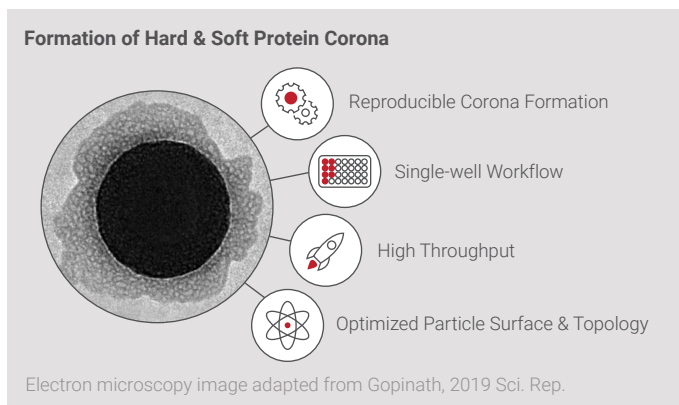 Formation of Hard & Soft Protein Corona
Reproducible Corona Formation
Single-well Workflow
High Throughput
Optimized Particle Surface & Topology
Electron microscopy image adapted from Gopinath, 2019 Sci. Rep.